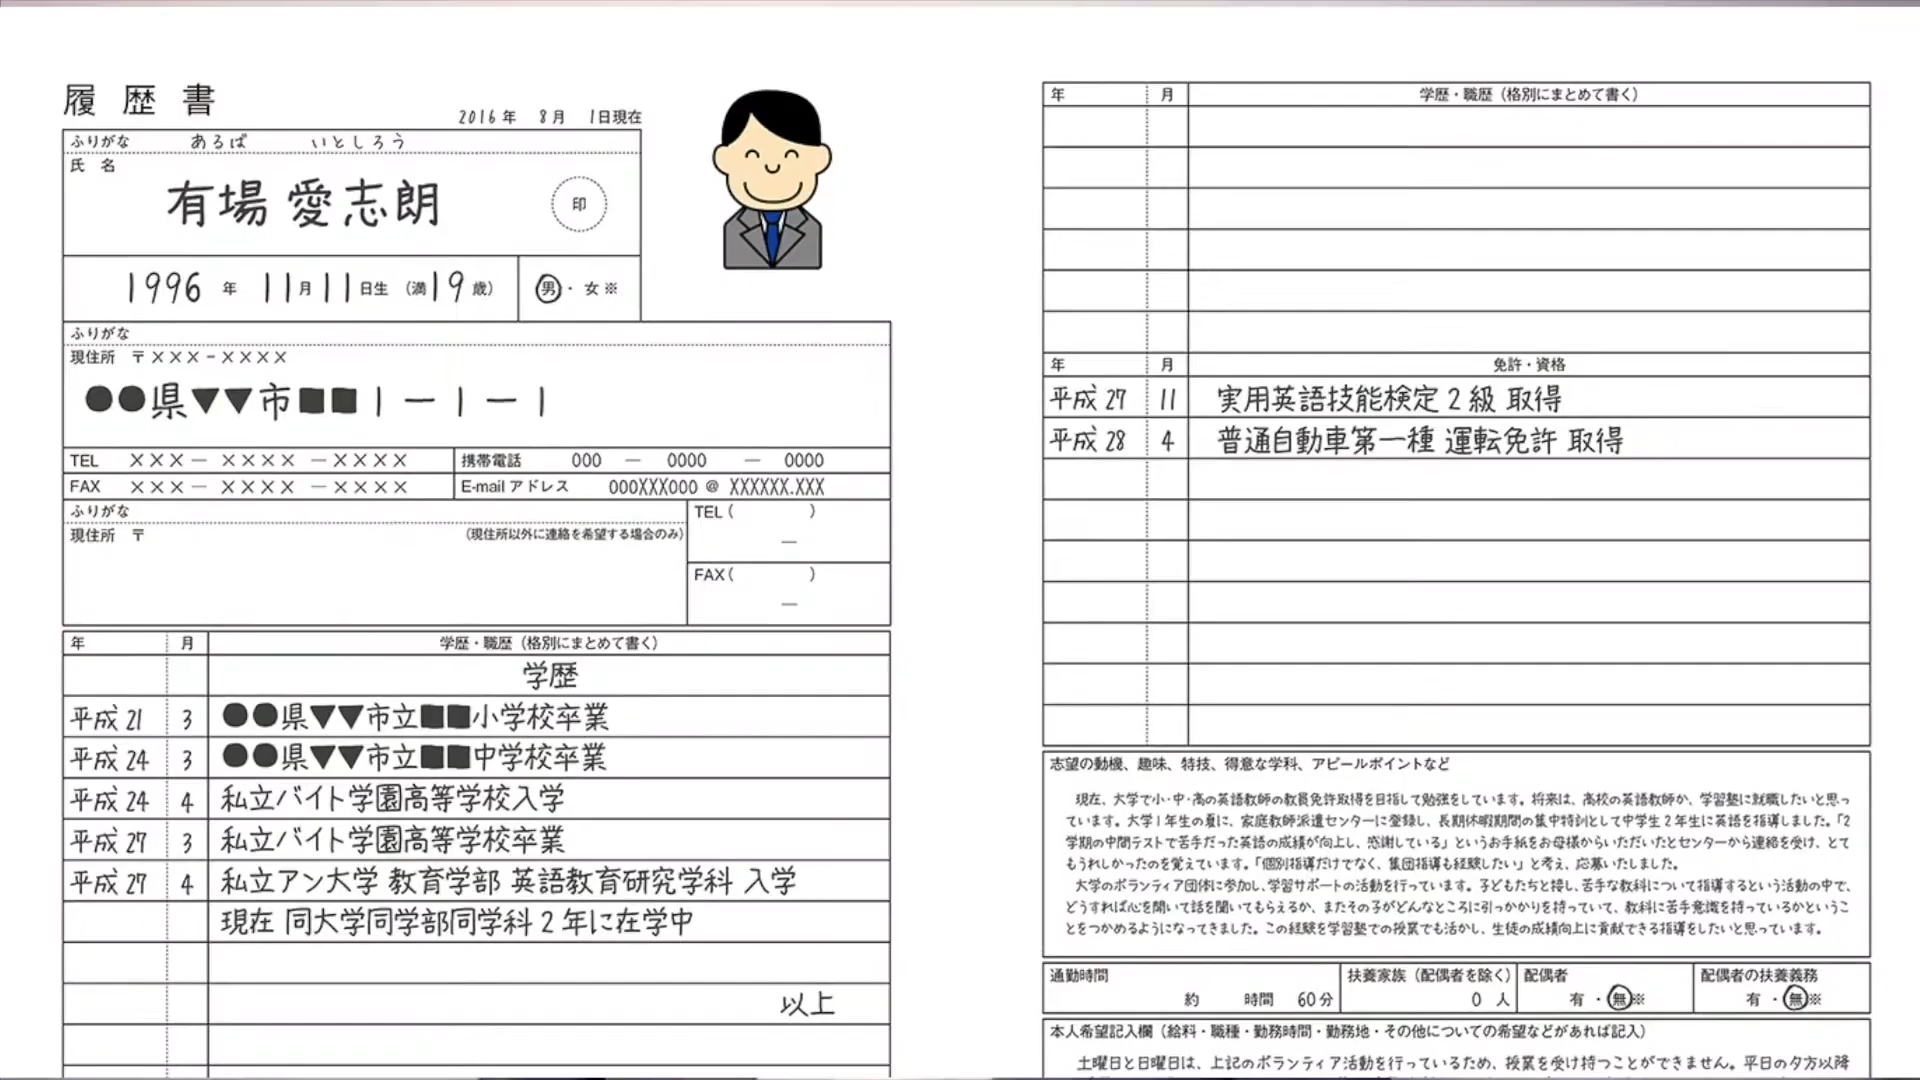 履歴書
2016年 8月 1日現在
ふりがな あるば いとしろう
氏 名
有場 愛志朗
印
1996 年 11月11日生 (満19歳)
男・女※
ふりがな
現住所 〒×××-××××
●●県▼▼市■■1-1-1
TEL ×××-××××-××××
携帯電話 000 - 0000 - 0000
FAX ×××-××××-××××
E-mail アドレス 000XXX000 @ XXXXXX.XXX
ふりがな
TEL( )
現住所 〒 (現住所以外に連絡を希望する場合のみ)
—
FAX( )
—
年 月 学歴・職歴(格別にまとめて書く)
学歴
平成21 3 ●●県▼▼市立■■小学校卒業
平成24 3 ●●県▼▼市立■■中学校卒業
平成24 4 私立バイト学園高等学校入学
平成27 3 私立バイト学園高等学校卒業
平成27 4 私立アン大学 教育学部 英語教育研究学科 入学
現在 同大学同学部同学科2年に在学中
以上
年 月 学歴・職歴(格別にまとめて書く)
年 月 免許・資格
平成27 11 実用英語技能検定2級 取得
平成28 4 普通自動車第一種 運転免許 取得
志望の動機、趣味、特技、得意な学科、アピールポイントなど
現在、大学で小・中・高の英語教師の教員免許取得を目指して勉強をしています。将来は、高校の英語教師か、学習塾に就職したいと思っ
ています。大学1年生の夏に、家庭教師派遣センターに登録し、長期休暇期間の集中特訓として中学生2年生に英語を指導しました。「2
学期の中間テストで苦手だった英語の成績が向上し、感謝している」というお手紙をお母様からいただいたとセンターから連絡を受け、とて
もうれしかったのを覚えています。「個別指導だけでなく、集団指導も経験したい」と考え、応募いたしました。
大学のボランティア団体に参加し、学習サポートの活動を行っています。子どもたちと接し、苦手な教科について指導するという活動の中で、
どうすれば心を開いて話を聞いてもらえるか、またその子がどんなところに引っかかりを持っていて、教科に苦手意識を持っているかというこ
とをつかめるようになってきました。この経験を学習塾での授業でも活かし、生徒の成績向上に貢献できる指導をしたいと思っています。
通勤時間
約 時間 60分
扶養家族(配偶者を除く)
0 人
配偶者
有・無※
配偶者の扶養義務
有・無※
本人希望記入欄(給料・職種・勤務時間・勤務地・その他についての希望などがあれば記入)
土曜日と日曜日は、上記のボランティア活動を行っているため、授業を受け持つことができません。平日の夕方以降